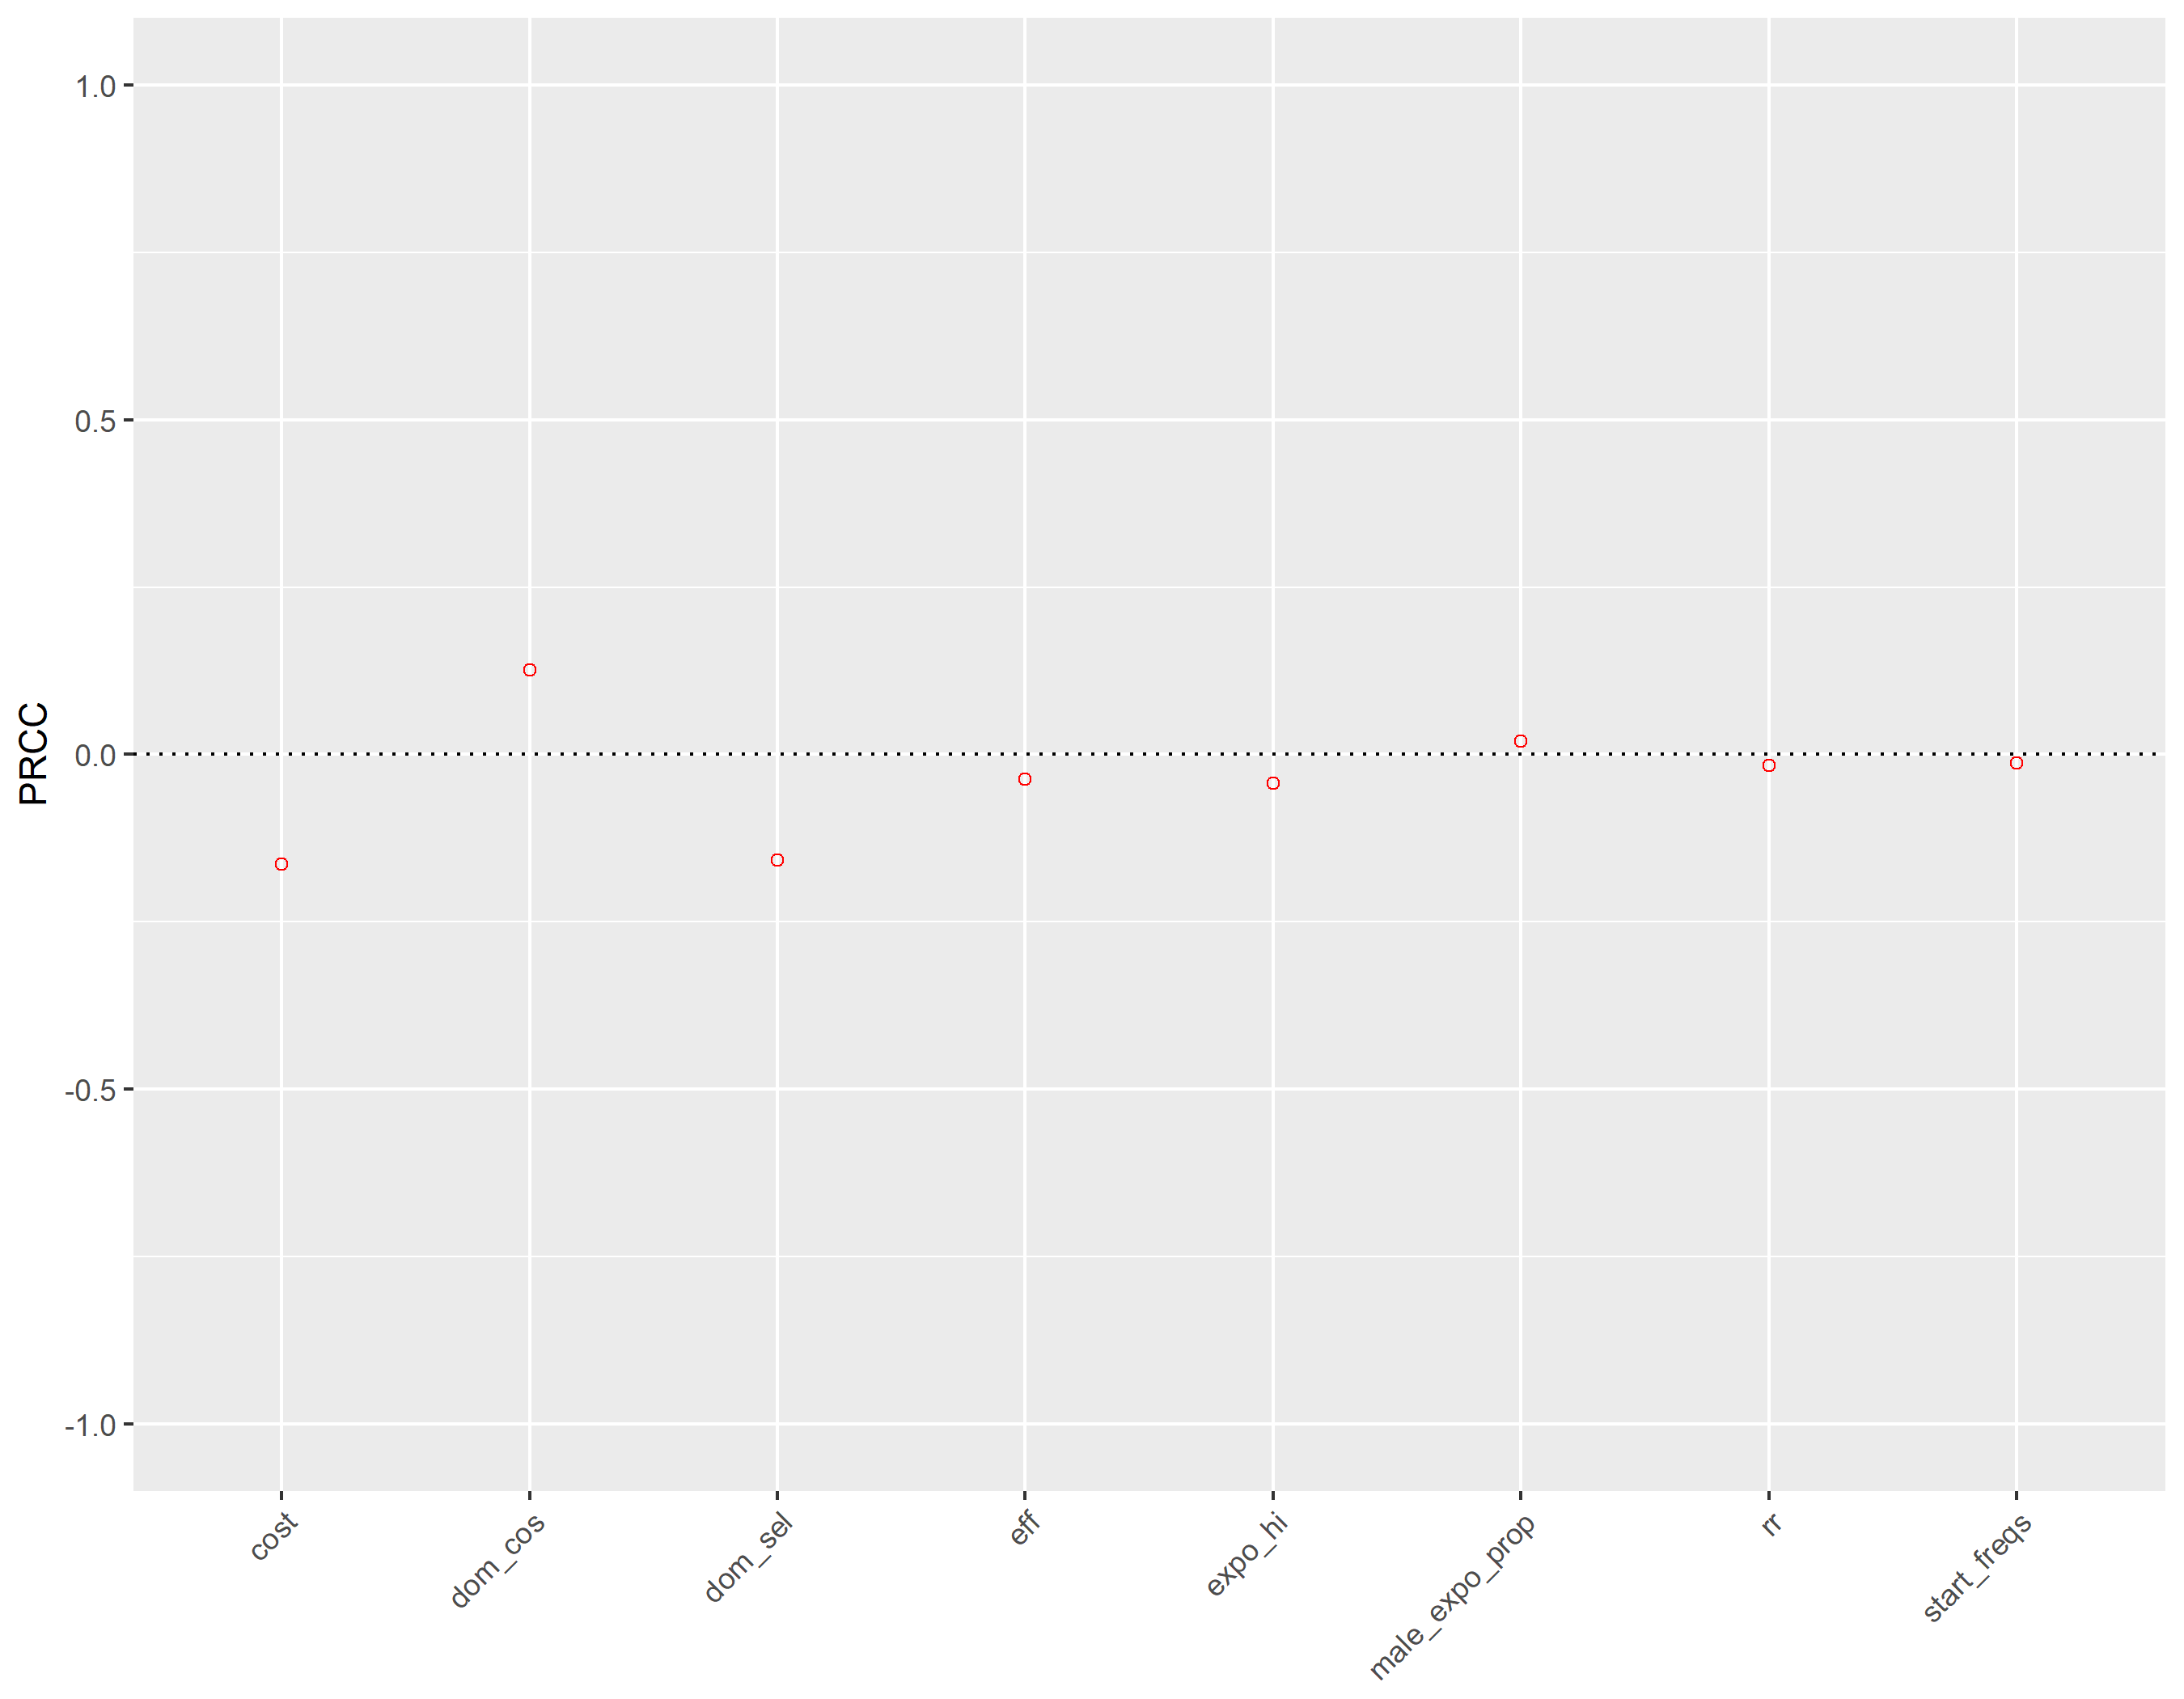 PRCC
1.0
0.5
0.0
-0.5
-1.0
cost
dom_cos
dom_sel
eff
expo_hi
male_expo_prop
rr
start_freqs